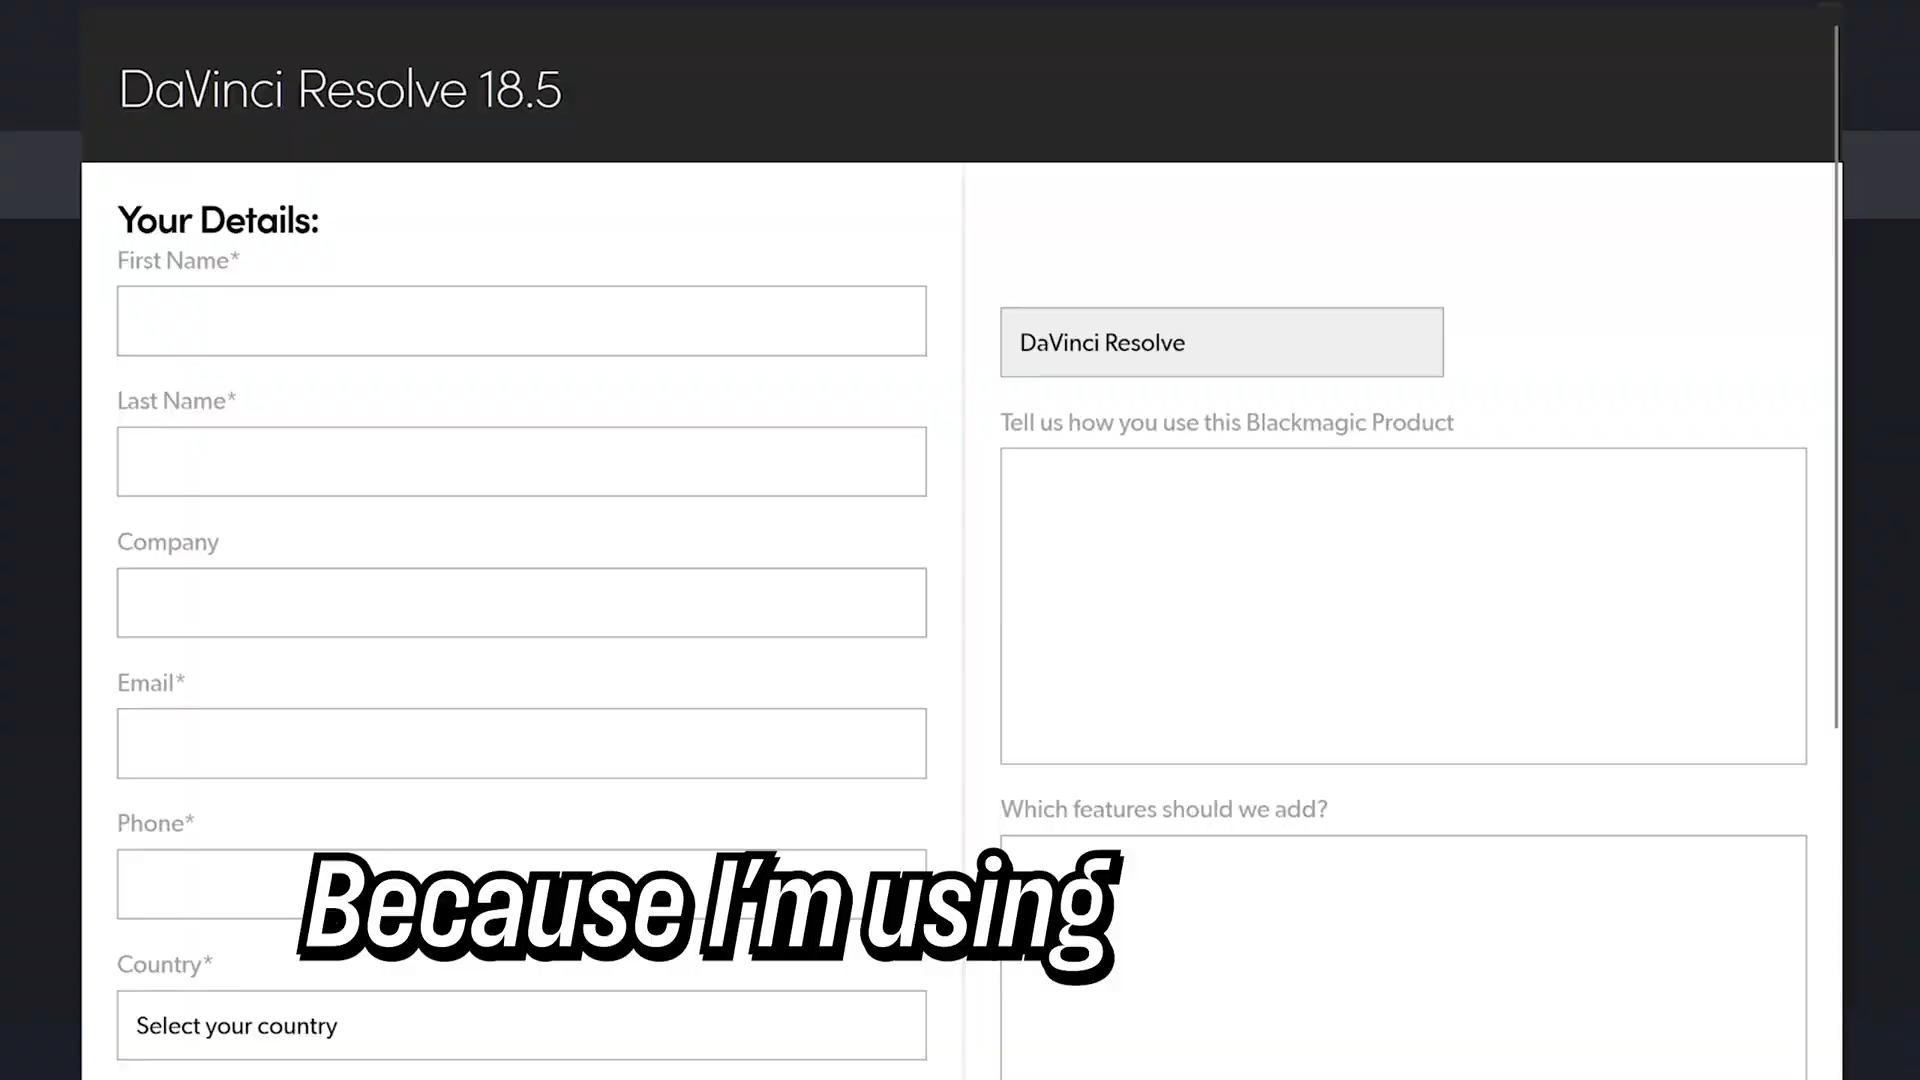 DaVinci Resolve 18.5
Your Details:
First Name*
Last Name*
Company
Email*
Phone*
Country*
Select your country
DaVinci Resolve
Tell us how you use this Blackmagic Product
Which features should we add?
Because I'm using